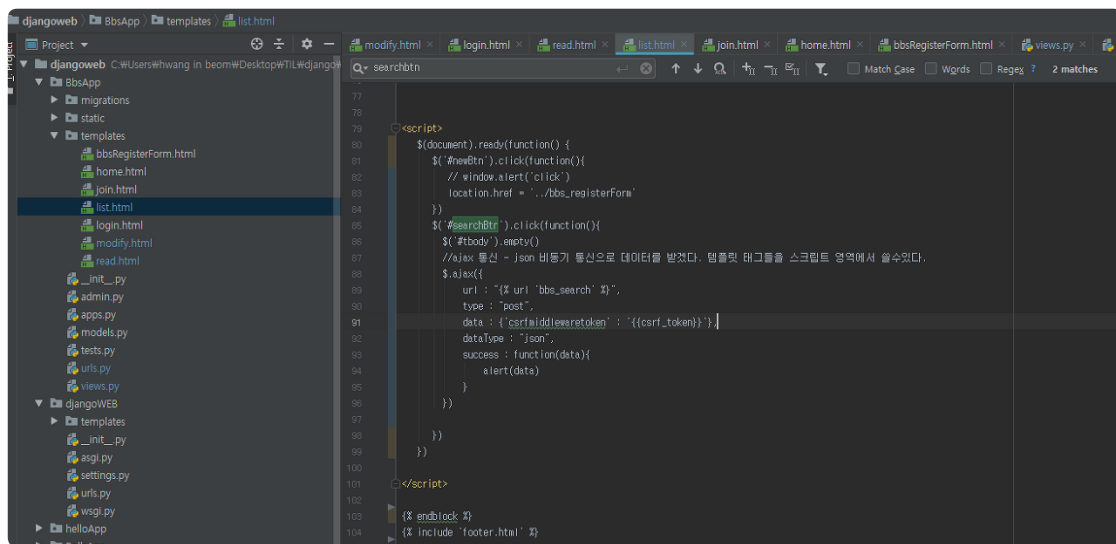 djangoweb 〉 BbsApp 〉 templates 〉 list.html
Project
modify.html × login.html × read.html × list.html × join.html × home.html × bbsRegisterForm.html × views.py ×
djangoweb C:₩Users₩hwang in beom₩Desktop₩TIL₩django₩
BbsApp
migrations
static
templates
bbsRegisterForm.html
home.html
join.html
list.html
login.html
modify.html
read.html
__init__.py
admin.py
apps.py
models.py
tests.py
urls.py
views.py
djangoWEB
templates
__init__.py
asgi.py
settings.py
urls.py
wsgi.py
helloApp
searchbtn
Match Case Words Regex ? 2 matches
77
78
79 <script>
80 $(document).ready(function() {
81 $('#newBtn').click(function(){
82 // window.alert('click')
83 location.href = '../bbs_registerForm'
84 })
85 $('#searchBtn').click(function(){
86 $('#tbody').empty()
87 //ajax 통신 - json 비동기 통신으로 데이터를 받겠다. 템플릿 태그들을 스크립트 영역에서 쓸수있다.
88 $.ajax({
89 url : "{% url 'bbs_search' %}",
90 type : "post",
91 data : {'csrfmiddlewaretoken' : '{{csrf_token}}'},
92 dataType : "json",
93 success : function(data){
94 alert(data)
95 }
96 })
97
98 })
99 })
100
101 </script>
102
103 {% endblock %}
104 {% include 'footer.html' %}